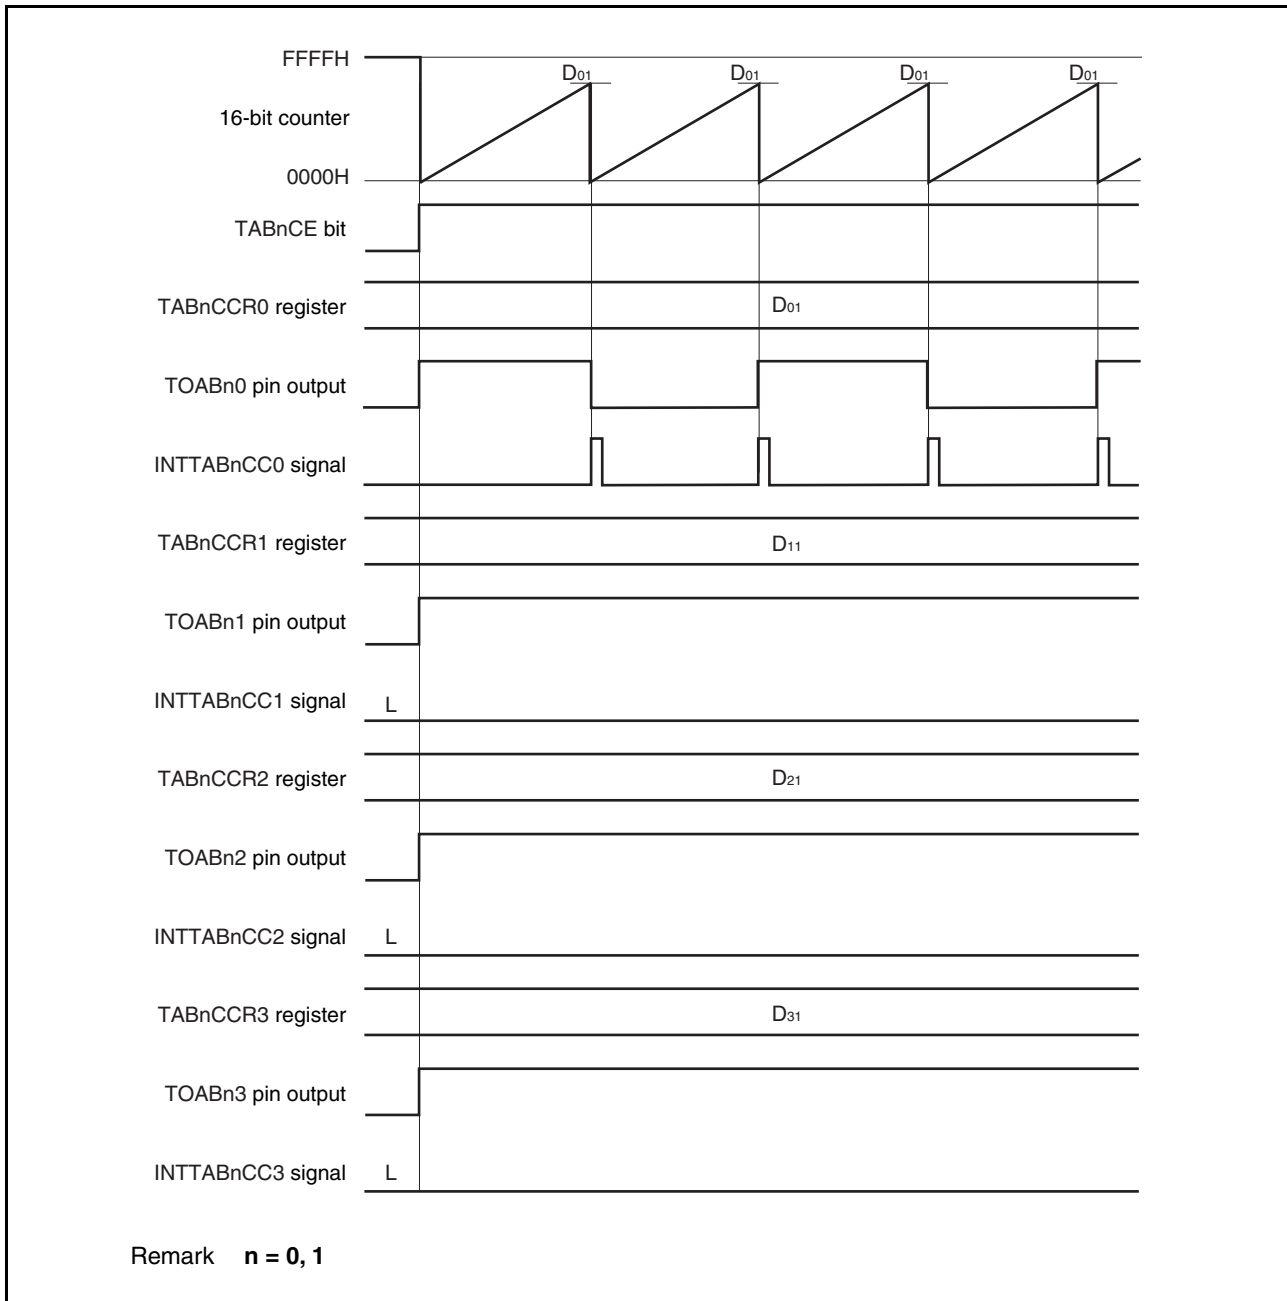 FFFFH
D01 D01 D01 D01
16-bit counter
0000H
TABnCE bit
TABnCCR0 register D01
TOABn0 pin output
INTTABnCC0 signal
TABnCCR1 register D11
TOABn1 pin output
INTTABnCC1 signal L
TABnCCR2 register D21
TOABn2 pin output
INTTABnCC2 signal L
TABnCCR3 register D31
TOABn3 pin output
INTTABnCC3 signal L
Remark n = 0, 1